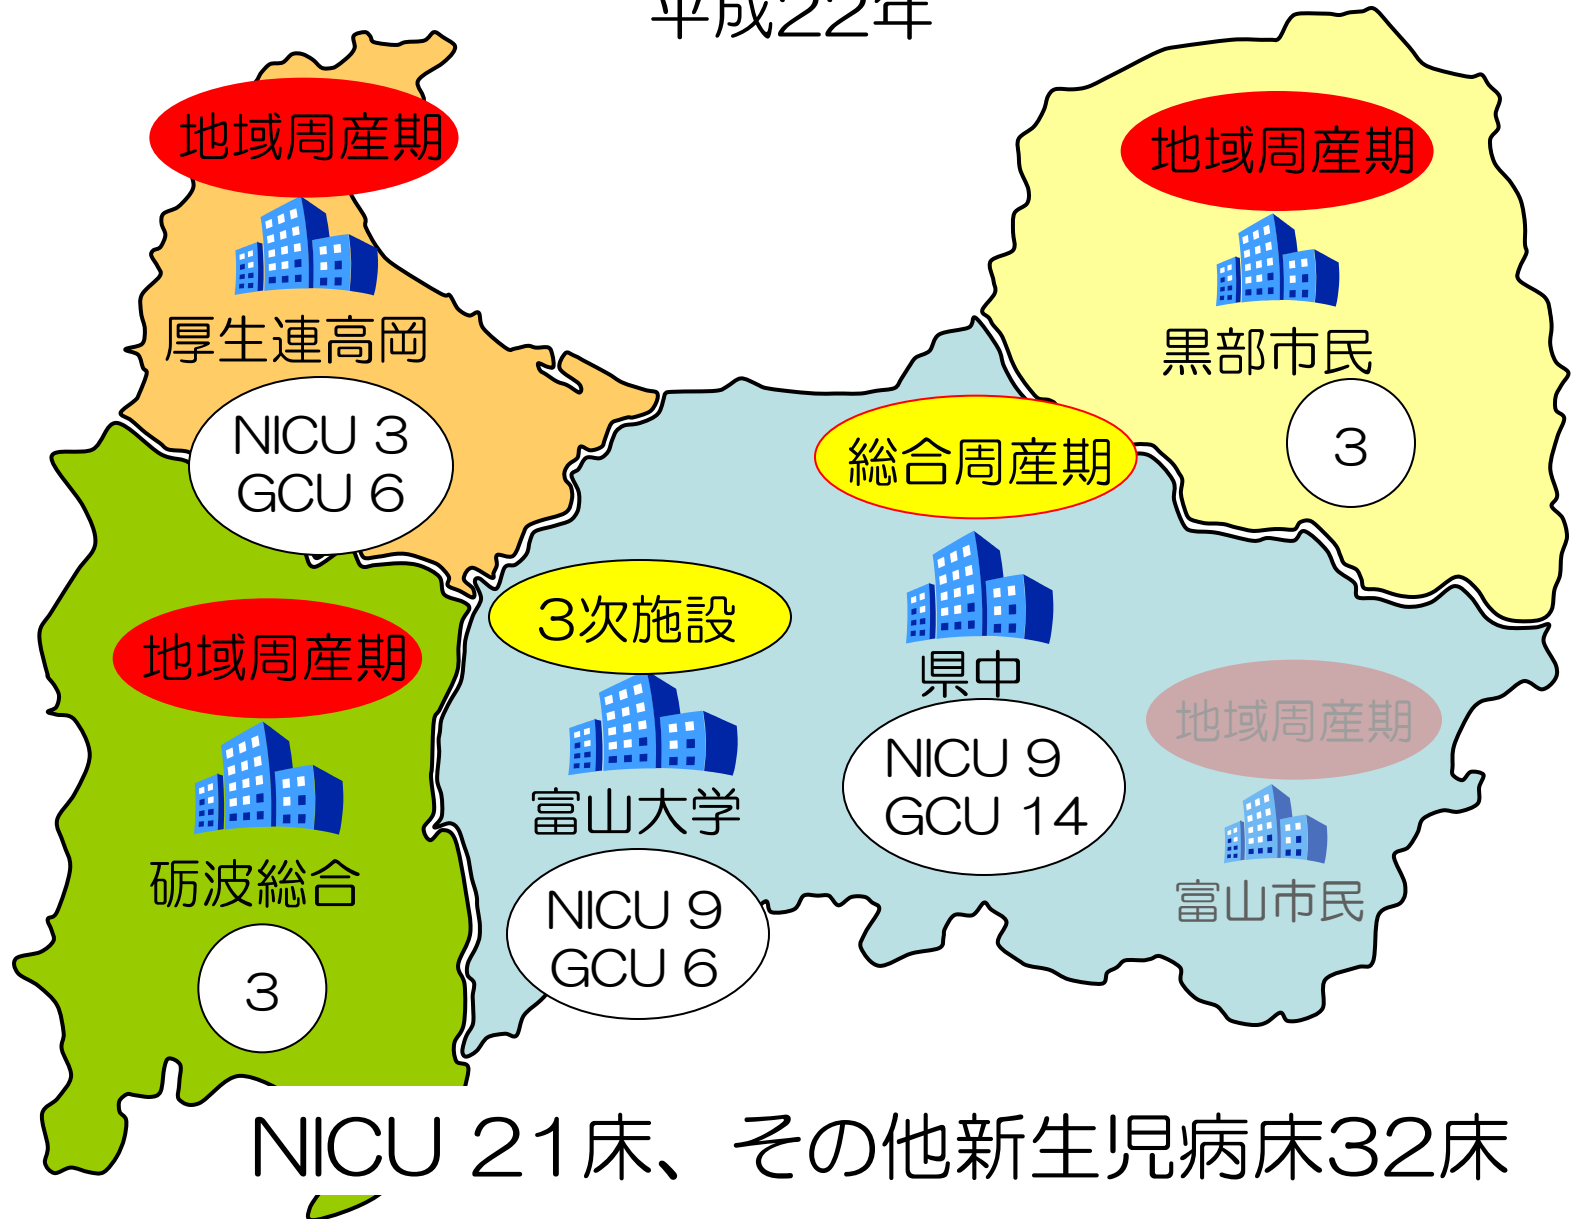 平成22年
地域周産期
厚生連高岡
NICU 3
GCU 6
地域周産期
黒部市民
3
総合周産期
県中
NICU 9
GCU 14
3次施設
富山大学
NICU 9
GCU 6
地域周産期
砺波総合
3
地域周産期
富山市民
NICU 21床、その他新生児病床32床